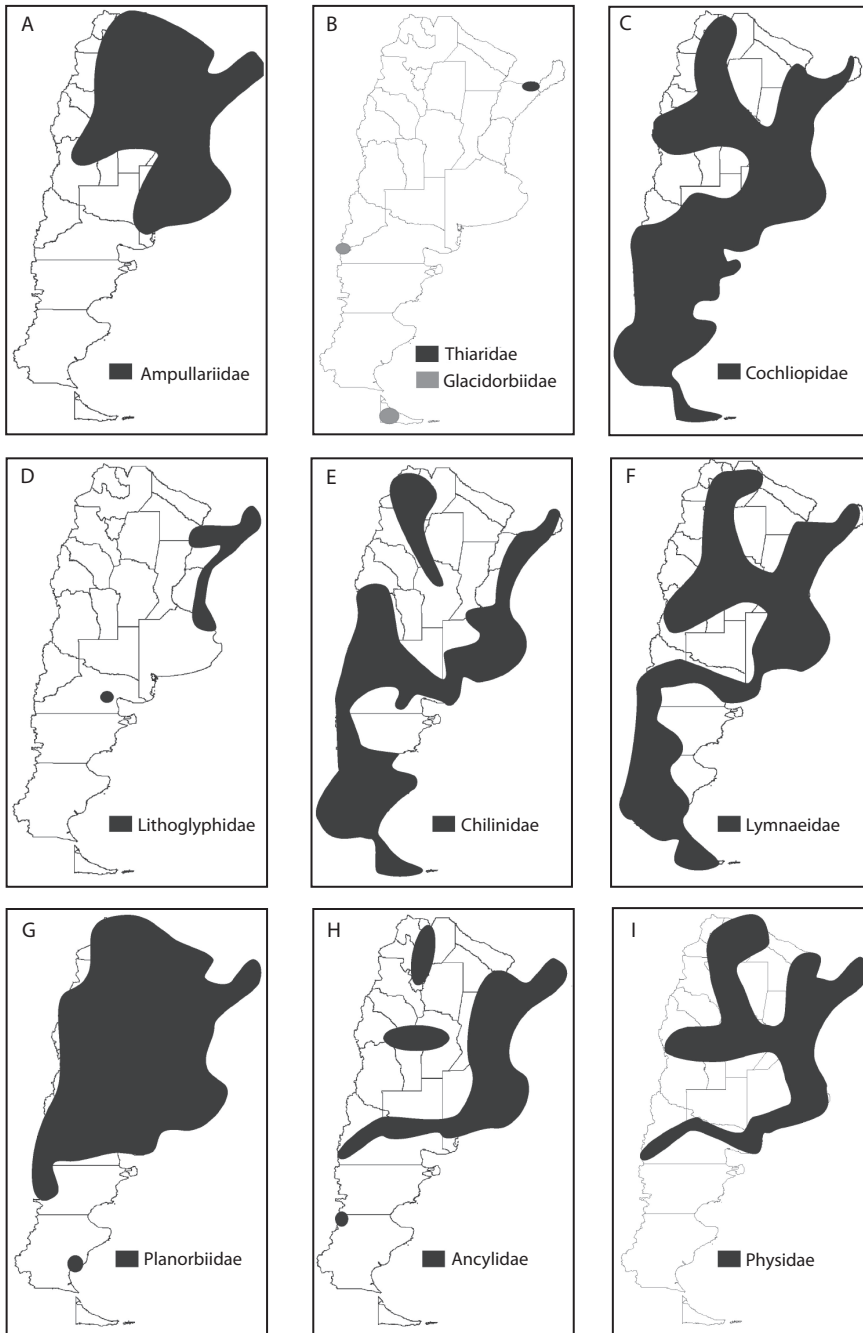 A
Ampullariidae
B
Thiaridae
Glacidorbiidae
C
Cochliopidae
D
Lithoglyphidae
E
Chilinidae
F
Lymnaeidae
G
Planorbiidae
H
Ancylidae
I
Physidae